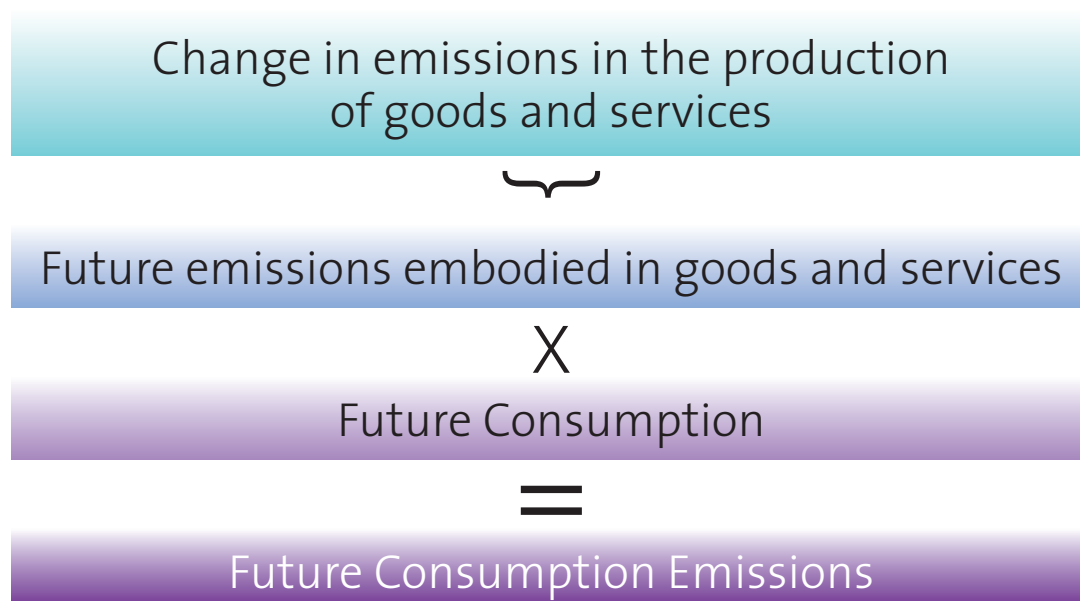 Change in emissions in the production
of goods and services
Future emissions embodied in goods and services
X
Future Consumption
=
Future Consumption Emissions